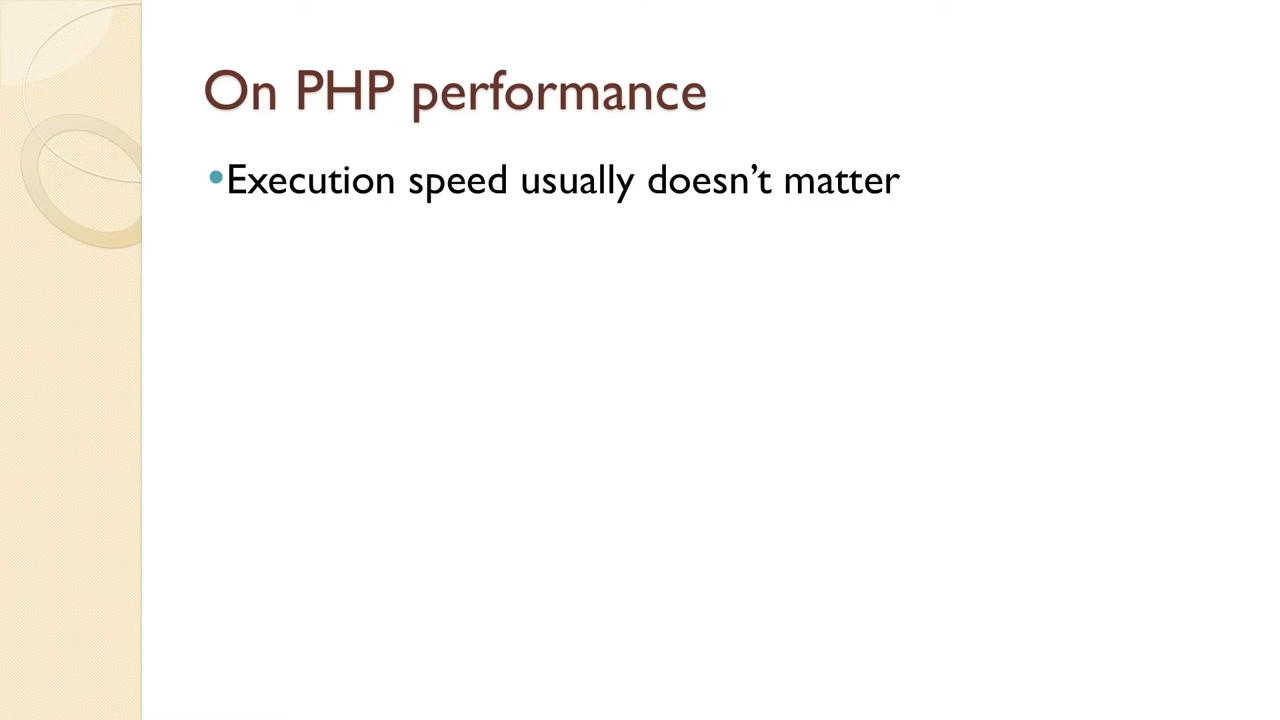 On PHP performance
•Execution speed usually doesn’t matter